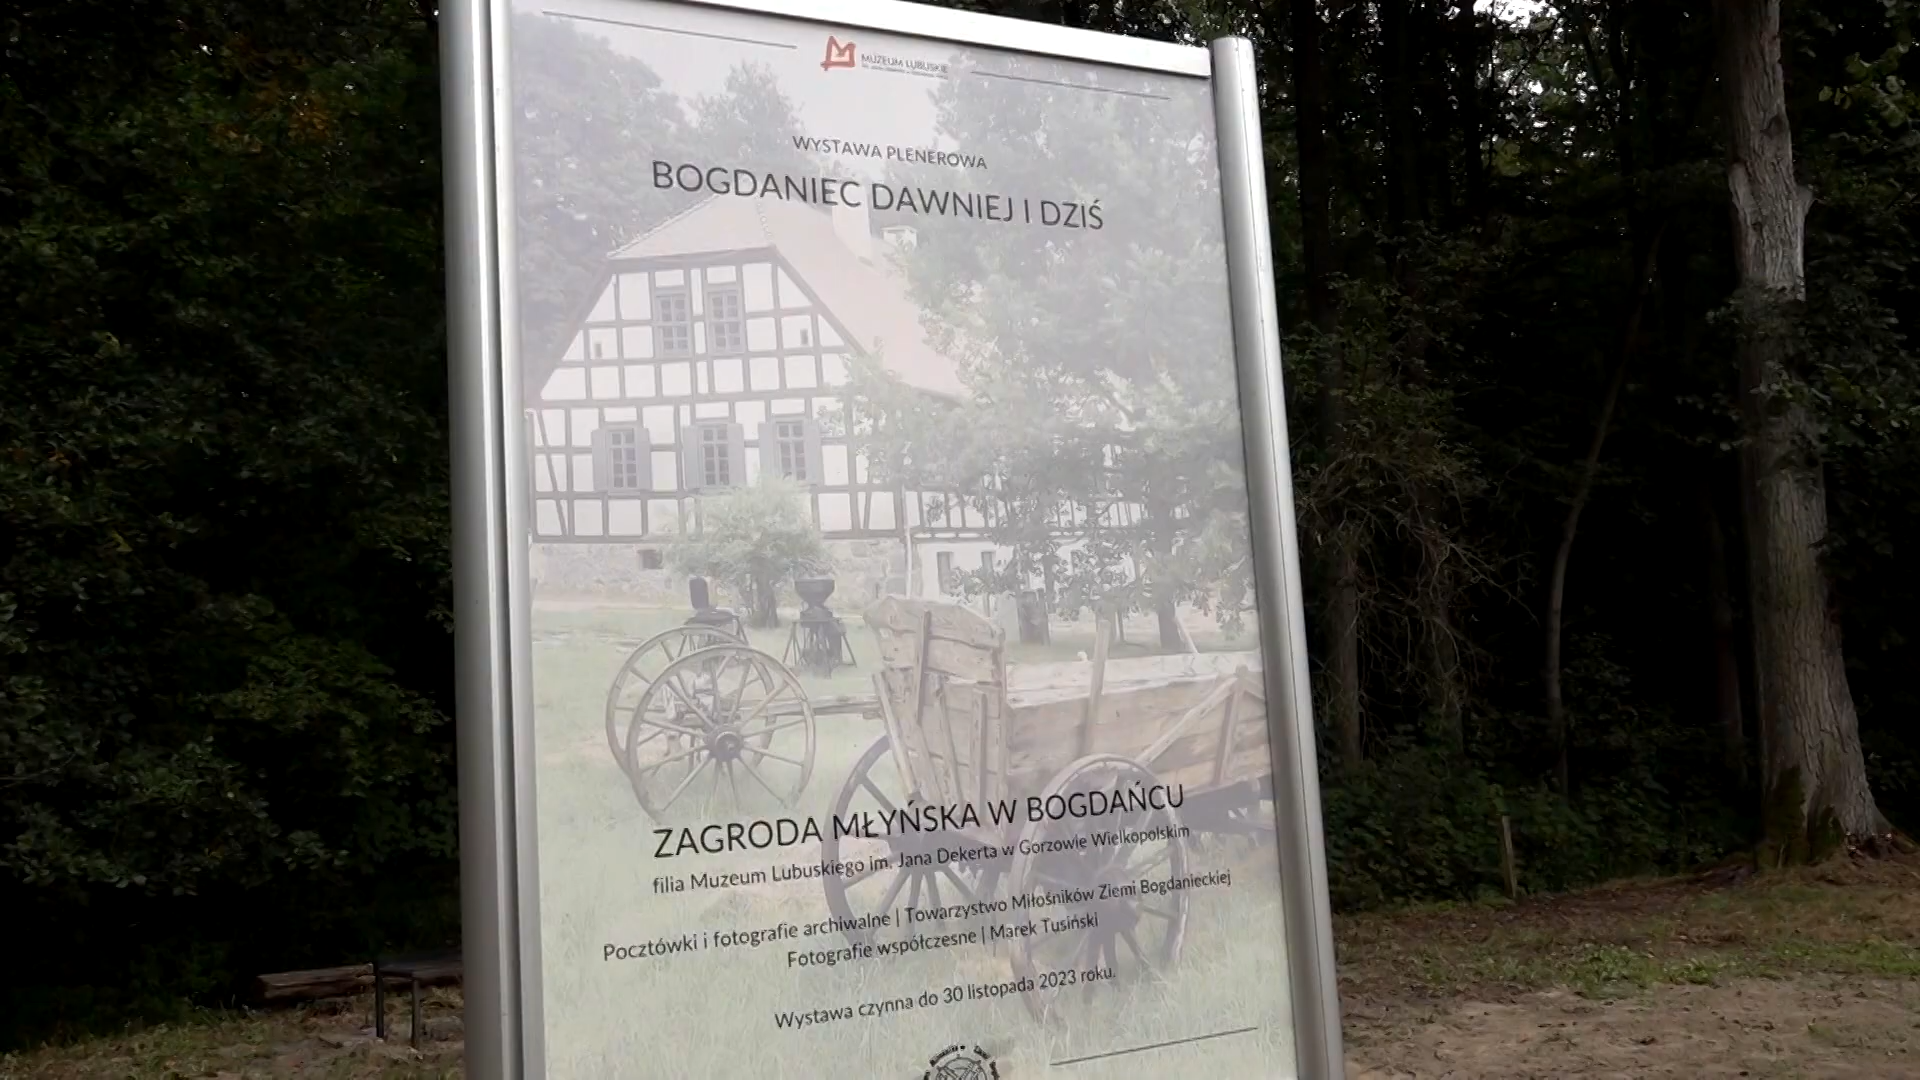 MUZEUM LUBUSKIE
WYSTAWA PLENEROWA
BOGDANIEC DAWNIEJ I DZIŚ
ZAGRODA MŁYŃSKA W BOGDAŃCU
filia Muzeum Lubuskiego im. Jana Dekerta w Gorzowie Wielkopolskim
Pocztówki i fotografie archiwalne | Towarzystwo Miłośników Ziemi Bogdanieckiej
Fotografie współczesne | Marek Tusiński
Wystawa czynna do 30 listopada 2023 roku.